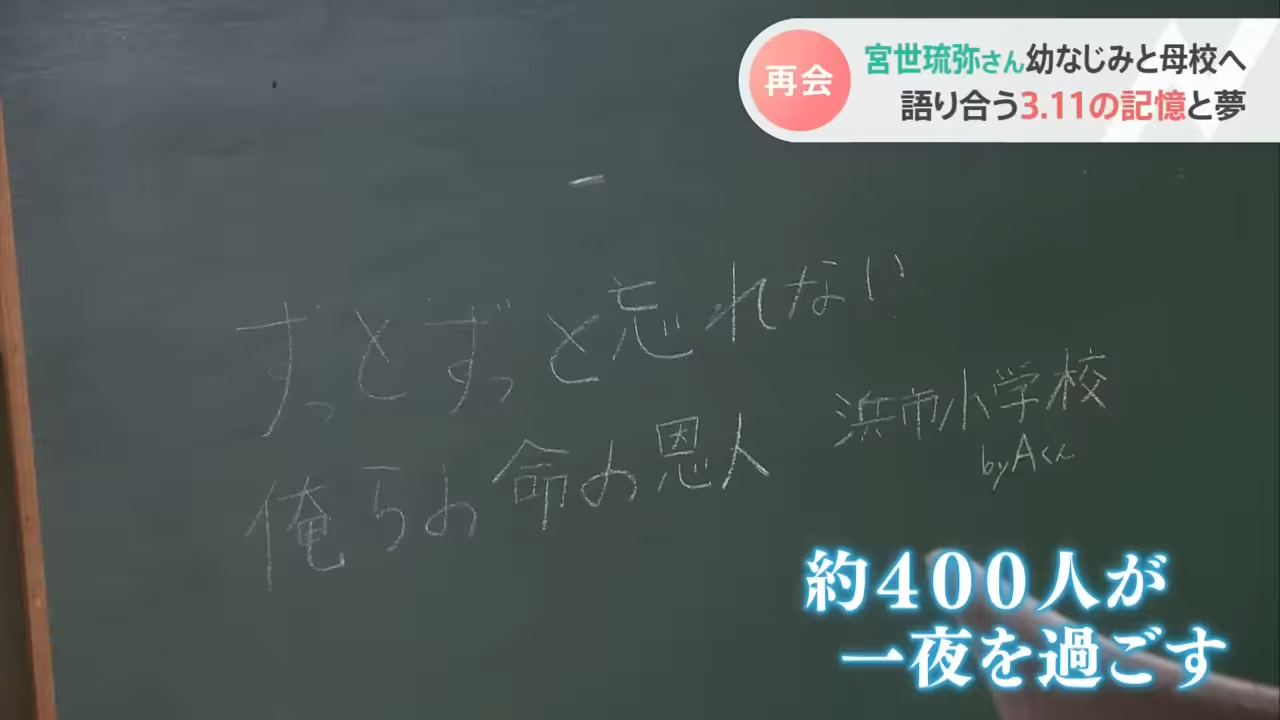 再会
宮世琉弥さん幼なじみと母校へ
語り合う3.11の記憶と夢
ずっとずっと忘れない
俺らの命の恩人
浜市小学校
byAくん
約400人が
一夜を過ごす